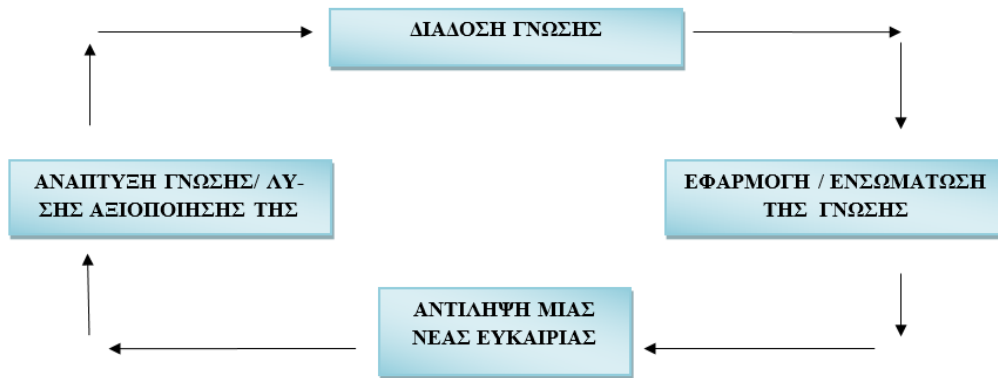 ΔΙΑΔΟΣΗ ΓΝΩΣΗΣ
ΑΝΑΠΤΥΞΗ ΓΝΩΣΗΣ/ ΛΥ-
ΣΗΣ ΑΞΙΟΠΟΙΗΣΗΣ ΤΗΣ
ΕΦΑΡΜΟΓΗ / ΕΝΣΩΜΑΤΩΣΗ
ΤΗΣ ΓΝΩΣΗΣ
ΑΝΤΙΛΗΨΗ ΜΙΑΣ
ΝΕΑΣ ΕΥΚΑΙΡΙΑΣ